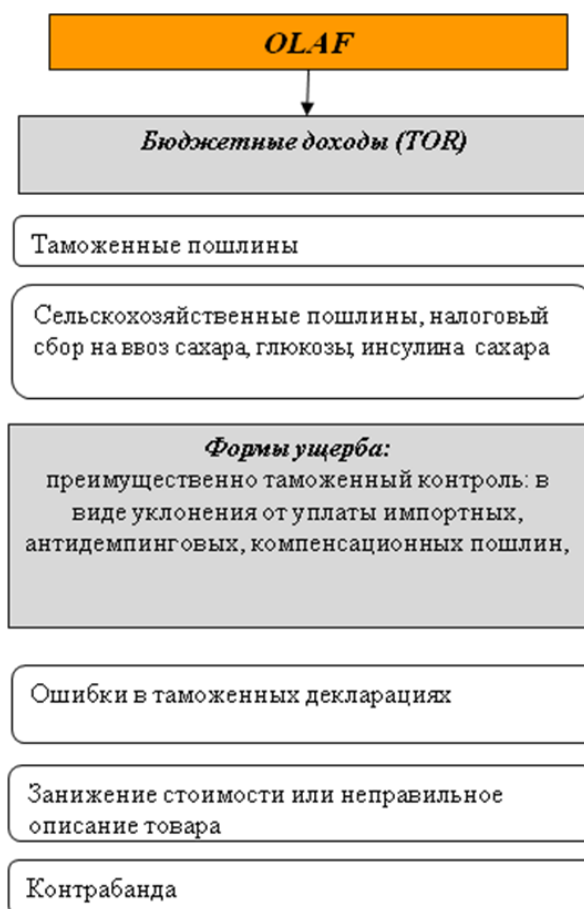 OLAF
Бюджетные доходы (TOR)
Таможенные пошлины
Сельскохозяйственные пошлины, налоговый
сбор на ввоз сахара, глюкозы, инсулина сахара
Формы ущерба:
преимущественно таможенный контроль: в
виде уклонения от уплаты импортных,
антидемпинговых, компенсационных пошлин,
Ошибки в таможенных декларациях
Занижение стоимости или неправильное
описание товара
Контрабанда